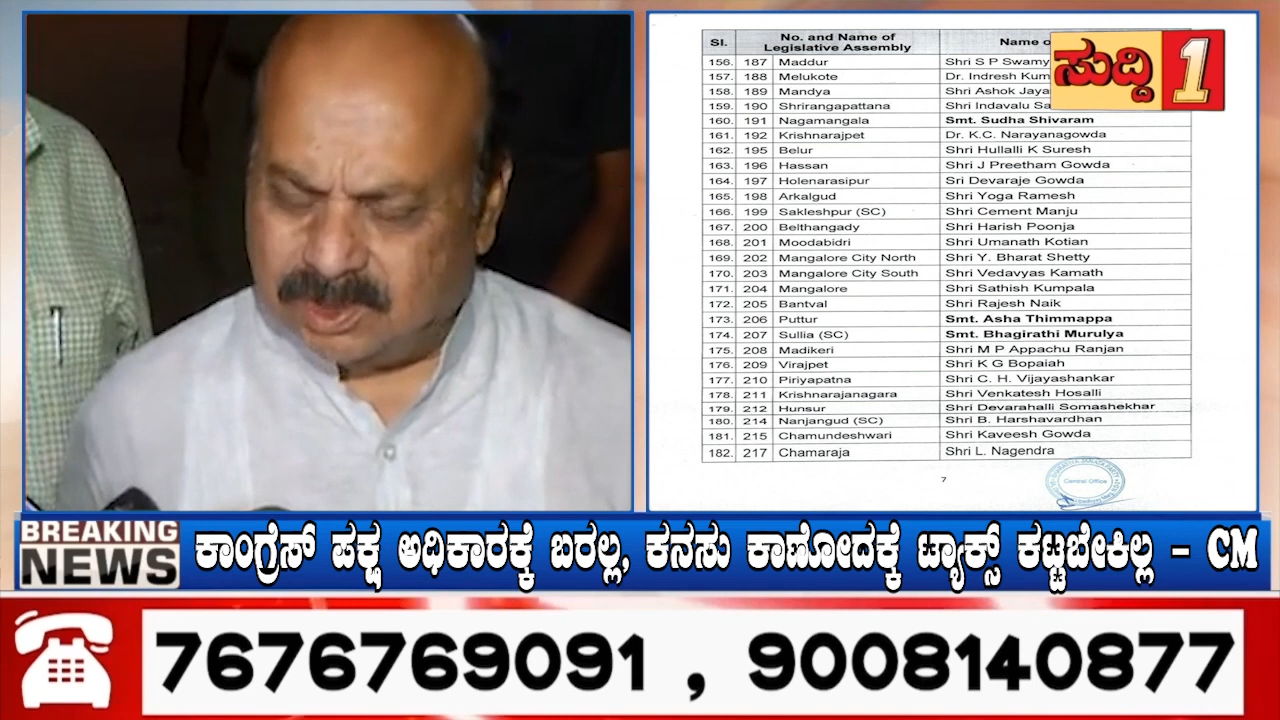 Sl.
No. and Name of
Legislative Assembly
Name o
ಸುದ್ದಿ 1
156. 187 Maddur Shri S P Swamy
157. 188 Melukote Dr. Indresh Kum
158. 189 Mandya Shri Ashok Jaya
159. 190 Shrirangapattana Shri Indavalu Sa
160. 191 Nagamangala Smt. Sudha Shivaram
161. 192 Krishnarajpet Dr. K.C. Narayanagowda
162. 195 Belur Shri Hullalli K Suresh
163. 196 Hassan Shri J Preetham Gowda
164. 197 Holenarasipur Sri Devaraje Gowda
165. 198 Arkalgud Shri Yoga Ramesh
166. 199 Sakleshpur (SC) Shri Cement Manju
167. 200 Belthangady Shri Harish Poonja
168. 201 Moodabidri Shri Umanath Kotian
169. 202 Mangalore City North Shri Y. Bharat Shetty
170. 203 Mangalore City South Shri Vedavyas Kamath
171. 204 Mangalore Shri Sathish Kumpala
172. 205 Bantval Shri Rajesh Naik
173. 206 Puttur Smt. Asha Thimmappa
174. 207 Sullia (SC) Smt. Bhagirathi Murulya
175. 208 Madikeri Shri M P Appachu Ranjan
176. 209 Virajpet Shri K G Bopaiah
177. 210 Piriyapatna Shri C. H. Vijayashankar
178. 211 Krishnarajanagara Shri Venkatesh Hosalli
179. 212 Hunsur Shri Devarahalli Somashekhar
180. 214 Nanjangud (SC) Shri B. Harshavardhan
181. 215 Chamundeshwari Shri Kaveesh Gowda
182. 217 Chamaraja Shri L. Nagendra
7
Central Office
BREAKING
NEWS
ಕಾಂಗ್ರೆಸ್ ಪಕ್ಷ ಅಧಿಕಾರಕ್ಕೆ ಬರಲ್ಲ, ಕನಸು ಕಾಣೋದಕ್ಕೆ ಟ್ಯಾಕ್ಸ್ ಕಟ್ಟಬೇಕಿಲ್ಲ - CM
7676769091 , 9008140877